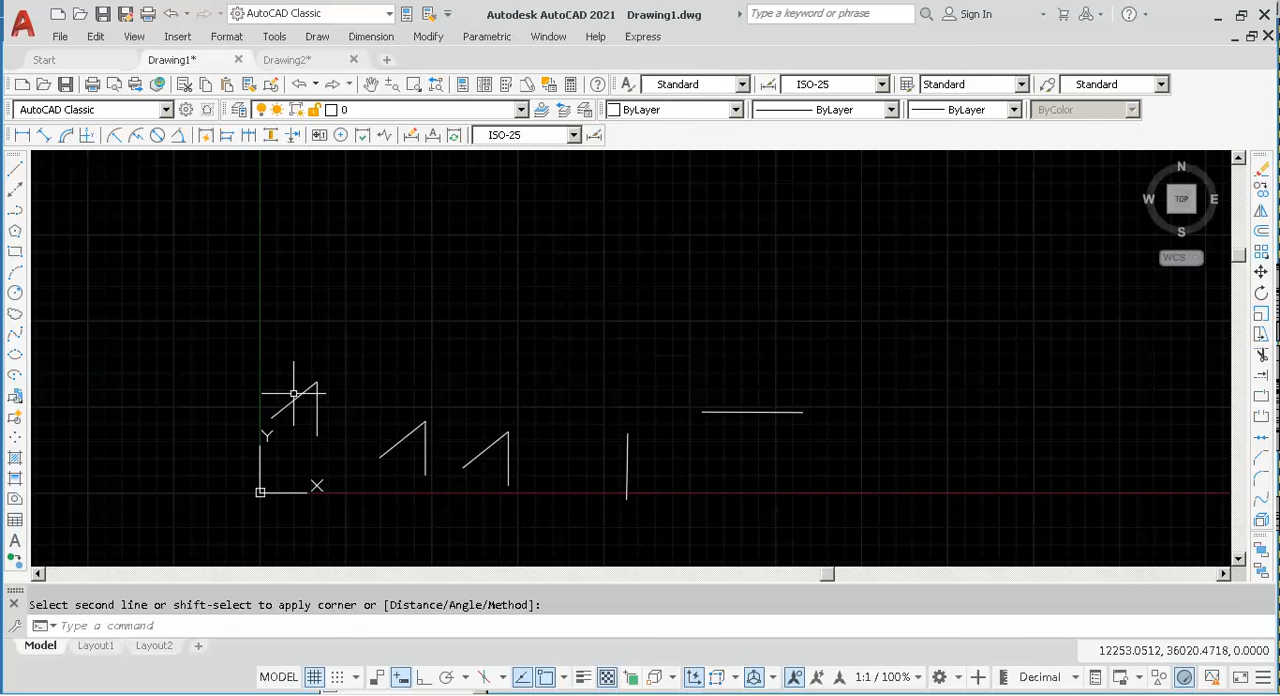 AutoCAD Classic Autodesk AutoCAD 2021 Drawing1.dwg Type a keyword or phrase Sign In
File Edit View Insert Format Tools Draw Dimension Modify Parametric Window Help Express
Start Drawing1* Drawing2*
Standard ISO-25 Standard Standard
AutoCAD Classic 0 ByLayer ByLayer ByLayer ByColor
ISO-25
N
W TOP E
S
WCS
Y
X
Select second line or shift-select to apply corner or [Distance/Angle/Method]:
Type a command
Model Layout1 Layout2 12253.0512, 36020.4718, 0.0000
MODEL 1:1 / 100% Decimal